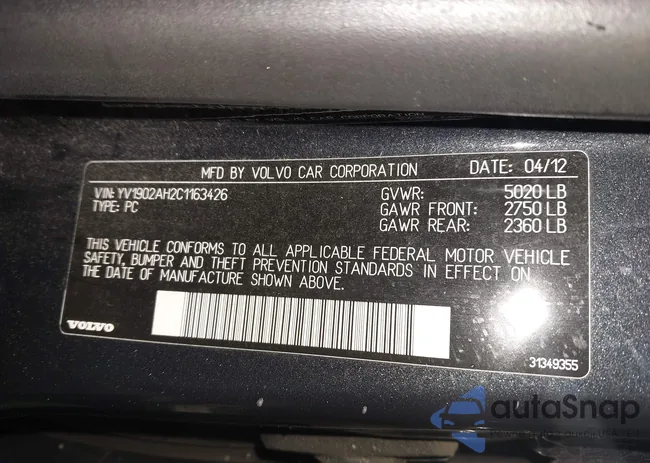 MFD BY VOLVO CAR CORPORATION DATE: 04/12
VIN: YV1902AH2C1163426 GVWR: 5020 LB
TYPE: PC GAWR FRONT: 2750 LB
GAWR REAR: 2360 LB
THIS VEHICLE CONFORMS TO ALL APPLICABLE FEDERAL MOTOR VEHICLE
SAFETY, BUMPER AND THEFT PREVENTION STANDARDS IN EFFECT ON
THE DATE OF MANUFACTURE SHOWN ABOVE.
VOLVO 31349355
autoSnap